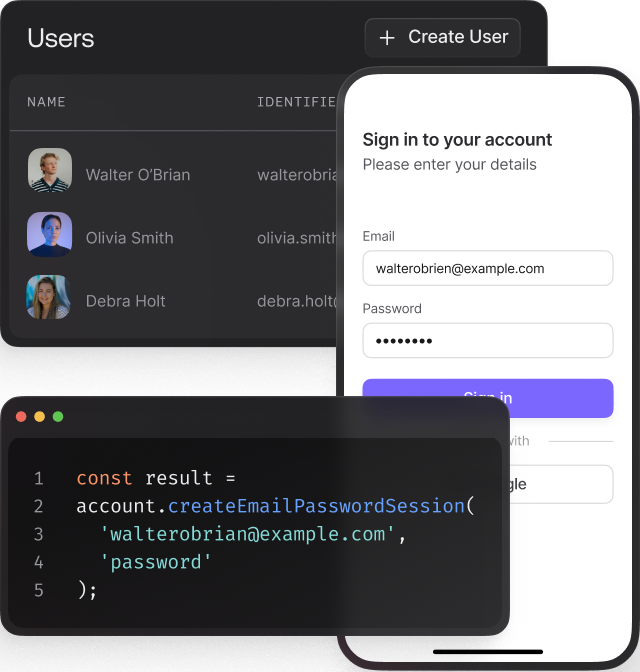 Users
+ Create User
NAME IDENTIFIE
Walter O’Brian walterobria
Olivia Smith olivia.smith
Debra Holt debra.holt
Sign in to your account
Please enter your details
Email
walterobrien@example.com
Password
••••••••
Sign in
with
gle
1 const result =
2 account.createEmailPasswordSession(
3 'walterobrian@example.com',
4 'password'
5 );